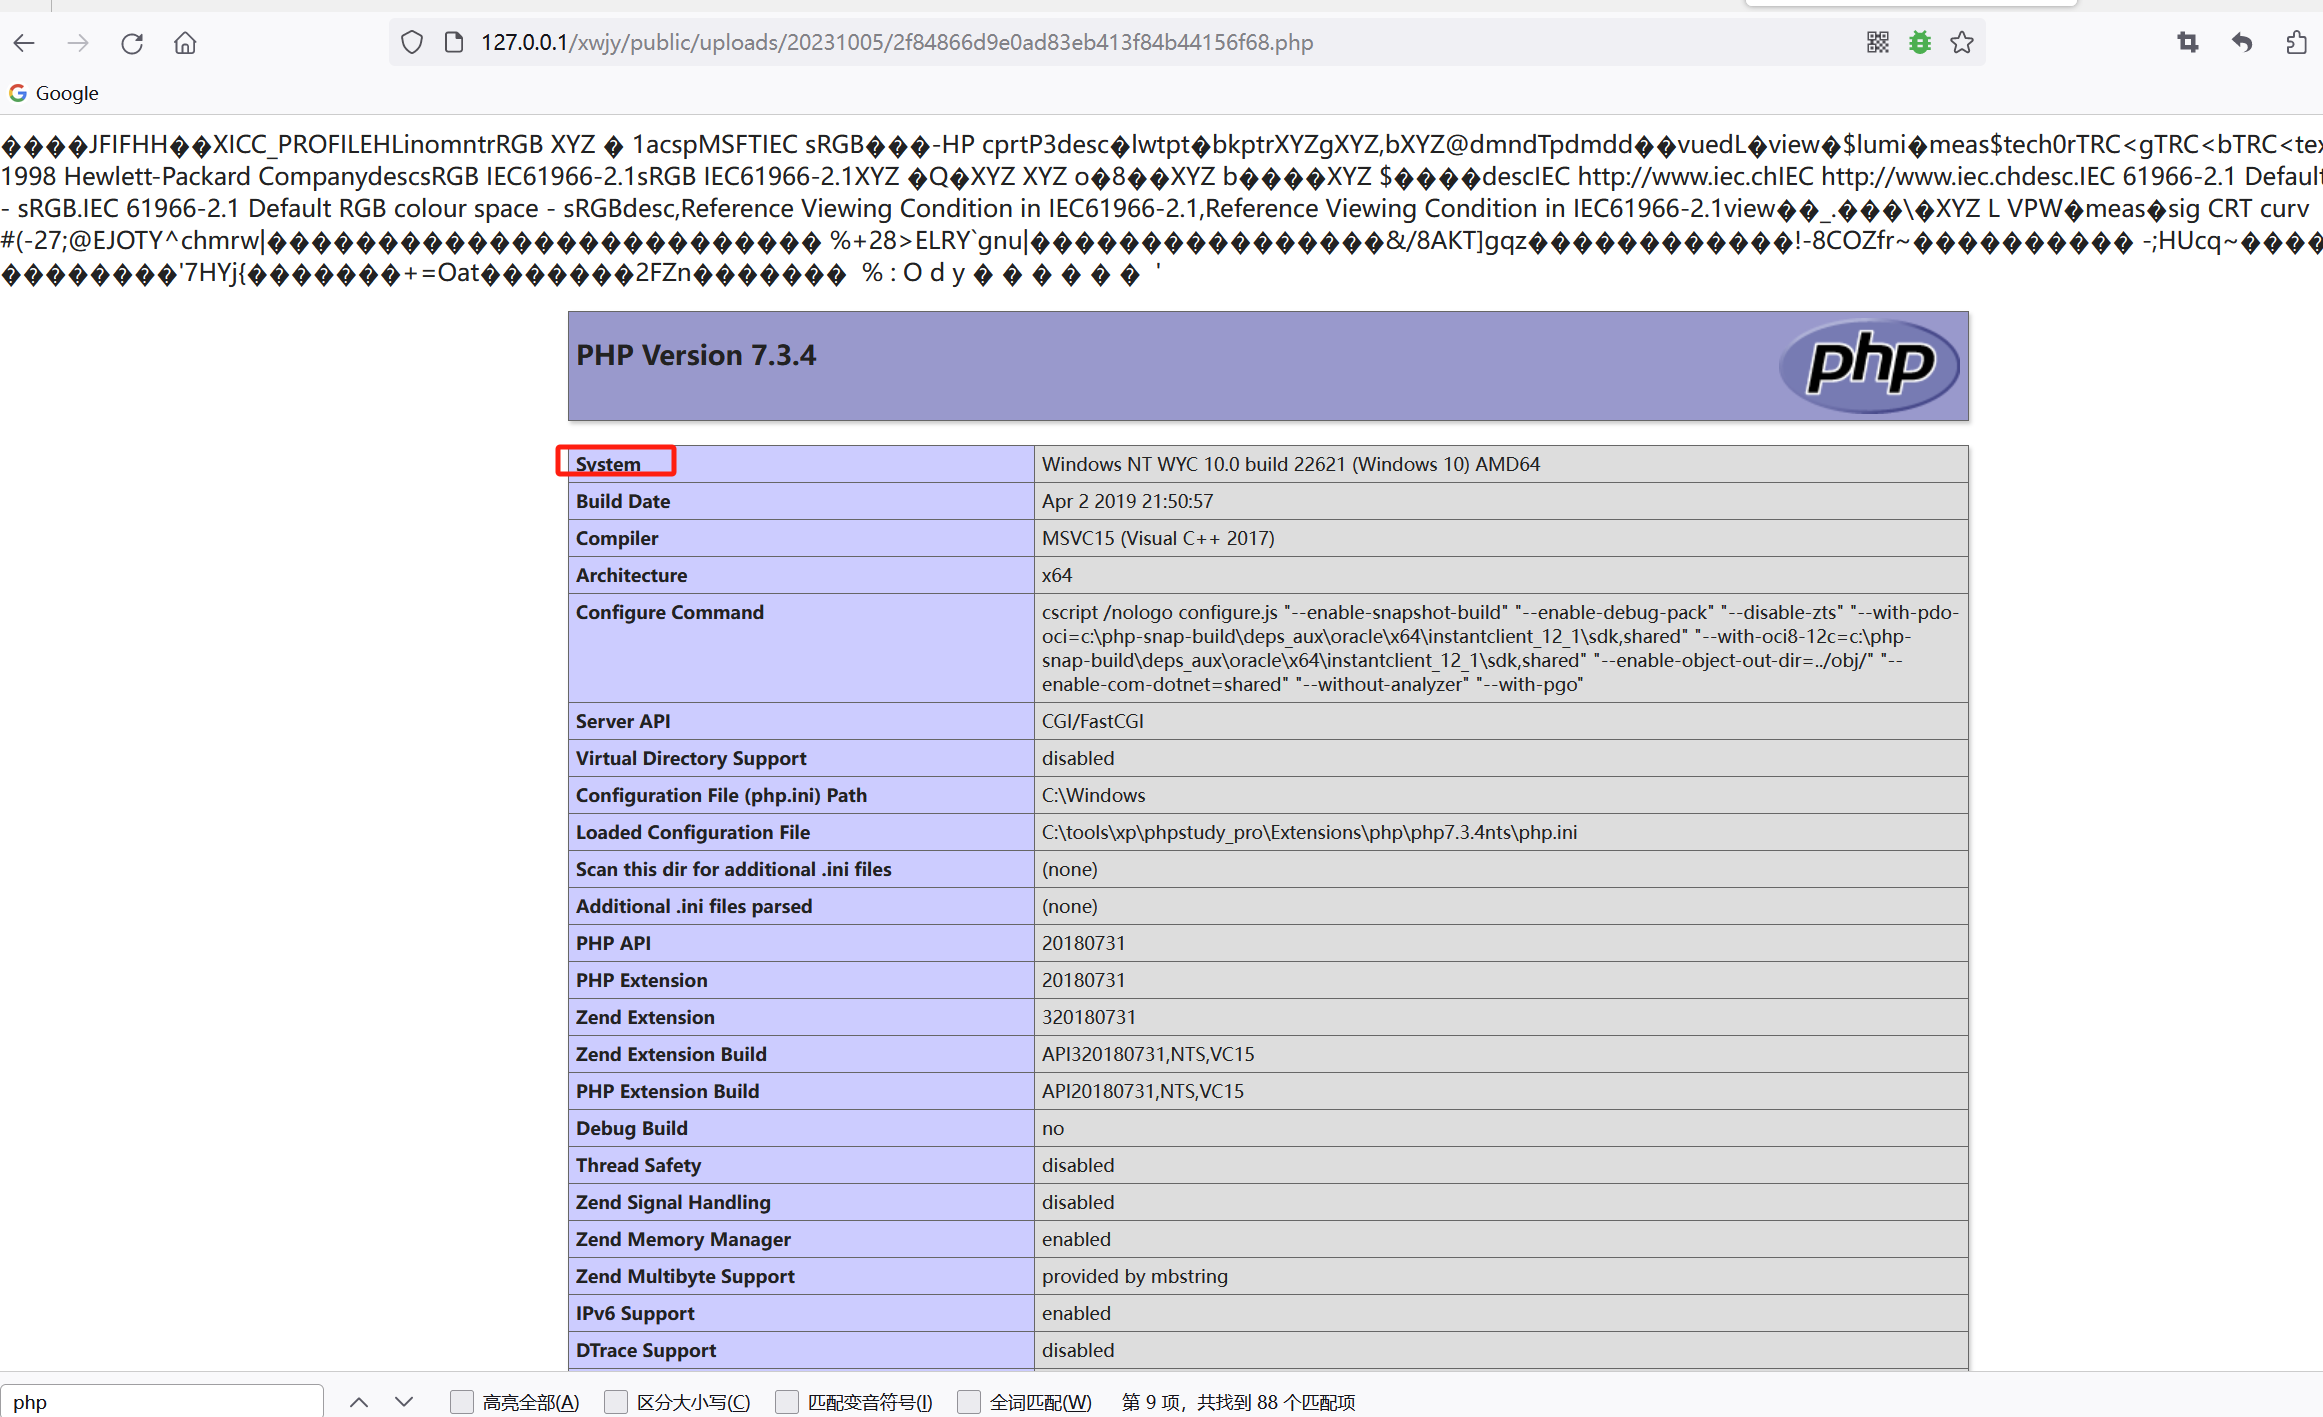 127.0.0.1/xwjy/public/uploads/20231005/2f84866d9e0ad83eb413f84b44156f68.php
Google
����JFIFHH��XICC_PROFILEHLinomntrRGB XYZ � 1acspMSFTIEC sRGB���-HP cprtP3desc�lwtpt�bkptrXYZgXYZ,bXYZ@dmndTpdmdd��vuedL�view�$lumi�meas$tech0rTRC<gTRC<bTRC<tex
1998 Hewlett-Packard CompanydescsRGB IEC61966-2.1sRGB IEC61966-2.1XYZ �Q�XYZ XYZ o�8��XYZ b����XYZ $����descIEC http://www.iec.chIEC http://www.iec.chdesc.IEC 61966-2.1 Default
- sRGB.IEC 61966-2.1 Default RGB colour space - sRGBdesc,Reference Viewing Condition in IEC61966-2.1,Reference Viewing Condition in IEC61966-2.1view��_.���\�XYZ L VPW�meas�sig CRT curv
#(-27;@EJOTY^chmrw|�������������������� %+28>ELRY`gnu|�������������&/8AKT]gqz����������!-8COZfr~�������� -;HUcq~���
�������'7HYj{�������+=Oat�������2FZn������� % : O d y � � � � � � '
PHP Version 7.3.4
php
System Windows NT WYC 10.0 build 22621 (Windows 10) AMD64
Build Date Apr 2 2019 21:50:57
Compiler MSVC15 (Visual C++ 2017)
Architecture x64
Configure Command cscript /nologo configure.js "--enable-snapshot-build" "--enable-debug-pack" "--disable-zts" "--with-pdo-
oci=c:\php-snap-build\deps_aux\oracle\x64\instantclient_12_1\sdk,shared" "--with-oci8-12c=c:\php-
snap-build\deps_aux\oracle\x64\instantclient_12_1\sdk,shared" "--enable-object-out-dir=../obj/" "--
enable-com-dotnet=shared" "--without-analyzer" "--with-pgo"
Server API CGI/FastCGI
Virtual Directory Support disabled
Configuration File (php.ini) Path C:\Windows
Loaded Configuration File C:\tools\xp\phpstudy_pro\Extensions\php\php7.3.4nts\php.ini
Scan this dir for additional .ini files (none)
Additional .ini files parsed (none)
PHP API 20180731
PHP Extension 20180731
Zend Extension 320180731
Zend Extension Build API320180731,NTS,VC15
PHP Extension Build API20180731,NTS,VC15
Debug Build no
Thread Safety disabled
Zend Signal Handling disabled
Zend Memory Manager enabled
Zend Multibyte Support provided by mbstring
IPv6 Support enabled
DTrace Support disabled
php 高亮全部(A) 区分大小写(C) 匹配变音符号(I) 全词匹配(W) 第 9 项，共找到 88 个匹配项